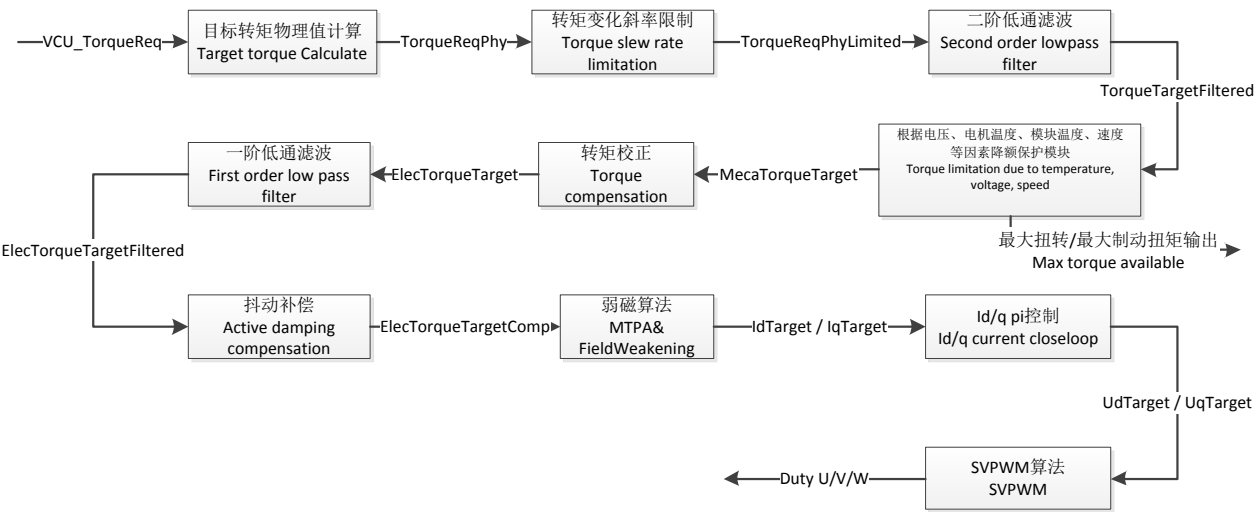 VCU_TorqueReq
目标转矩物理值计算
Target torque Calculate
TorqueReqPhy
转矩变化斜率限制
Torque slew rate
limitation
TorqueReqPhyLimited
二阶低通滤波
Second order lowpass
filter
TorqueTargetFiltered
根据电压、电机温度、模块温度、速度
等因素降额保护模块
Torque limitation due to temperature,
voltage, speed
最大扭转/最大制动扭矩输出
Max torque available
MecaTorqueTarget
转矩校正
Torque
compensation
ElecTorqueTarget
一阶低通滤波
First order low pass
filter
ElecTorqueTargetFiltered
抖动补偿
Active damping
compensation
ElecTorqueTargetComp
弱磁算法
MTPA&
FieldWeakening
IdTarget / IqTarget
Id/q pi控制
Id/q current closeloop
UdTarget / UqTarget
SVPWM算法
SVPWM
Duty U/V/W